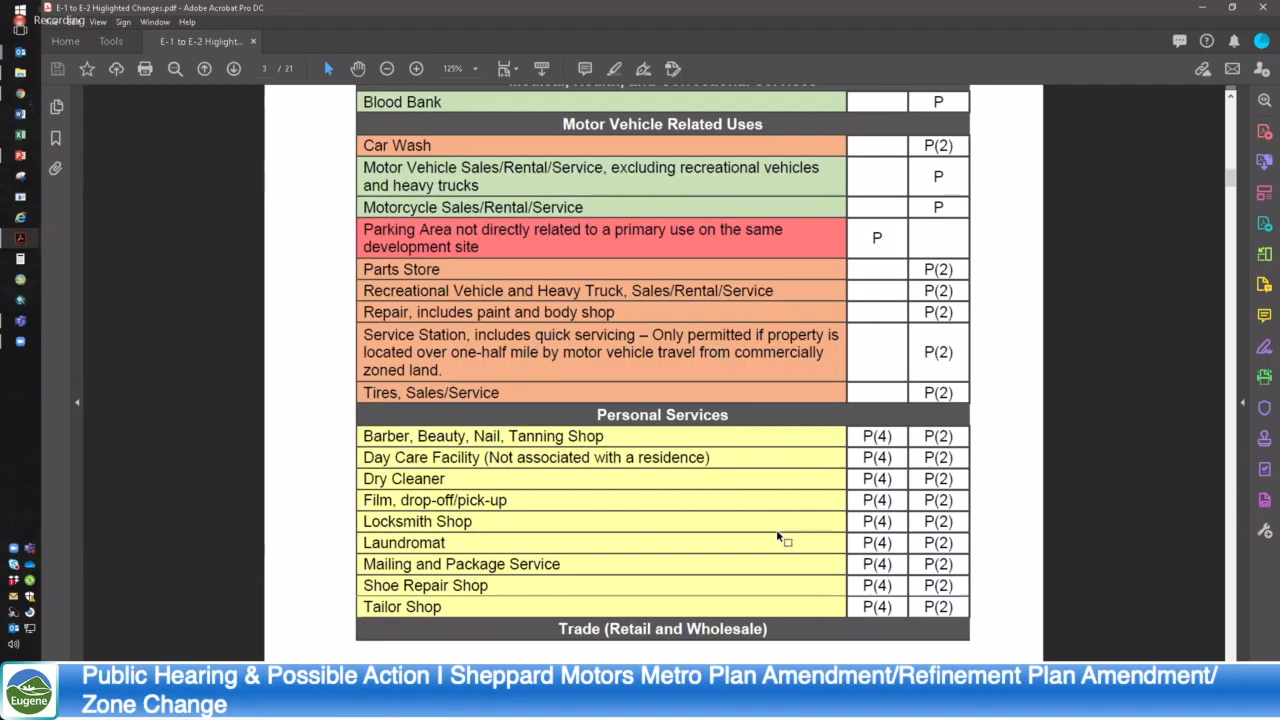 E-1 to E-2 Higlighted Changes.pdf - Adobe Acrobat Pro DC
Recording
View Sign Window Help
Home Tools E-1 to E-2 Higlight... ×
3 / 21 125%
Blood Bank P
Motor Vehicle Related Uses
Car Wash P(2)
Motor Vehicle Sales/Rental/Service, excluding recreational vehicles
and heavy trucks P
Motorcycle Sales/Rental/Service P
Parking Area not directly related to a primary use on the same
development site P
Parts Store P(2)
Recreational Vehicle and Heavy Truck, Sales/Rental/Service P(2)
Repair, includes paint and body shop P(2)
Service Station, includes quick servicing – Only permitted if property is
located over one-half mile by motor vehicle travel from commercially P(2)
zoned land.
Tires, Sales/Service P(2)
Personal Services
Barber, Beauty, Nail, Tanning Shop P(4) P(2)
Day Care Facility (Not associated with a residence) P(4) P(2)
Dry Cleaner P(4) P(2)
Film, drop-off/pick-up P(4) P(2)
Locksmith Shop P(4) P(2)
Laundromat P(4) P(2)
Mailing and Package Service P(4) P(2)
Shoe Repair Shop P(4) P(2)
Tailor Shop P(4) P(2)
Trade (Retail and Wholesale)
Public Hearing & Possible Action I Sheppard Motors Metro Plan Amendment/Refinement Plan Amendment/
Zone Change
Eugene